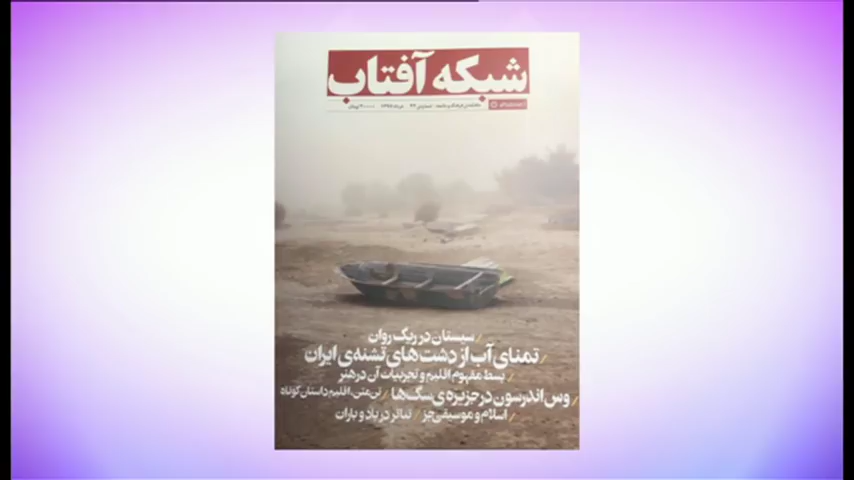 شبکه آفتاب
سیستان در ریک روان
تمنای آب از دشت‌های تشنه‌ی ایران
بسط مفهوم اقلیم و تجربیات آن در هنر
وس اندرسون در جزیره‌ی سگ‌ها / تن‌متن، اقلیم داستان کوتاه
/ اسلام و موسیقی جز / تئاتر در باد و باران